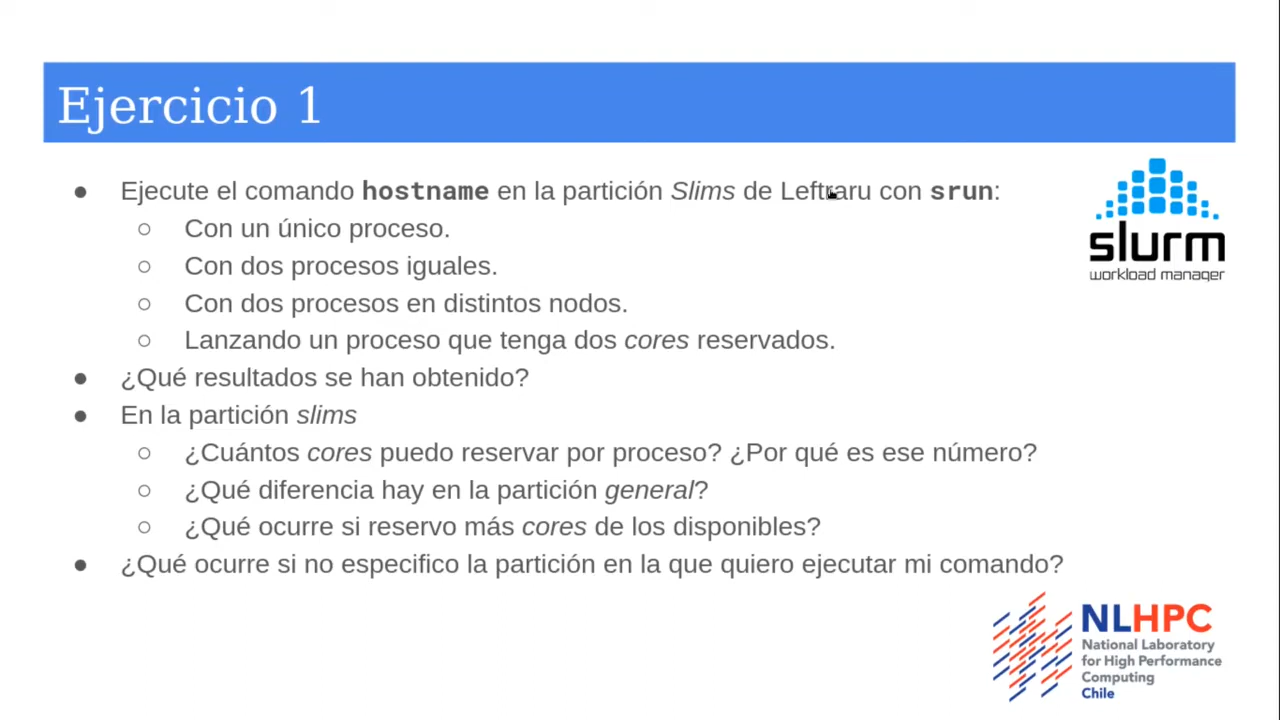 Ejercicio 1
● Ejecute el comando hostname en la partición Slims de Leftraru con srun:
○ Con un único proceso.
○ Con dos procesos iguales.
○ Con dos procesos en distintos nodos.
○ Lanzando un proceso que tenga dos cores reservados.
● ¿Qué resultados se han obtenido?
● En la partición slims
○ ¿Cuántos cores puedo reservar por proceso? ¿Por qué es ese número?
○ ¿Qué diferencia hay en la partición general?
○ ¿Qué ocurre si reservo más cores de los disponibles?
● ¿Qué ocurre si no especifico la partición en la que quiero ejecutar mi comando?
slurm
workload manager
NLHPC
National Laboratory
for High Performance
Computing
Chile